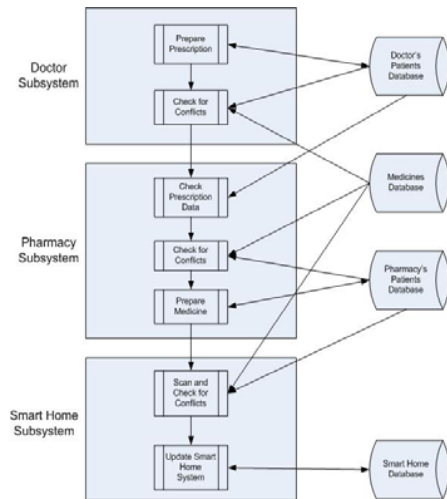 Doctor
Subsystem
Prepare
Prescription
Check for
Conflicts
Doctor's
Patients
Database
Pharmacy
Subsystem
Check
Prescription
Data
Check for
Conflicts
Prepare
Medicine
Medicines
Database
Pharmacy's
Patients
Database
Smart Home
Subsystem
Scan and
Check for
Conflicts
Update Smart
Home
System
Smart Home
Database